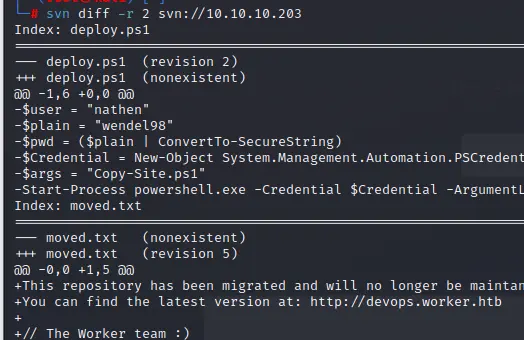 └─# svn diff -r 2 svn://10.10.10.203
Index: deploy.ps1
===================================================================
--- deploy.ps1  (revision 2)
+++ deploy.ps1  (nonexistent)
@@ -1,6 +0,0 @@
-$user = "nathen"
-$plain = "wendel98"
-$pwd = ($plain | ConvertTo-SecureString)
-$Credential = New-Object System.Management.Automation.PSCredent
-$args = "Copy-Site.ps1"
-Start-Process powershell.exe -Credential $Credential -ArgumentL
Index: moved.txt
===================================================================
--- moved.txt   (nonexistent)
+++ moved.txt   (revision 5)
@@ -0,0 +1,5 @@
+This repository has been migrated and will no longer be maintan
+You can find the latest version at: http://devops.worker.htb
+
+// The Worker team :)